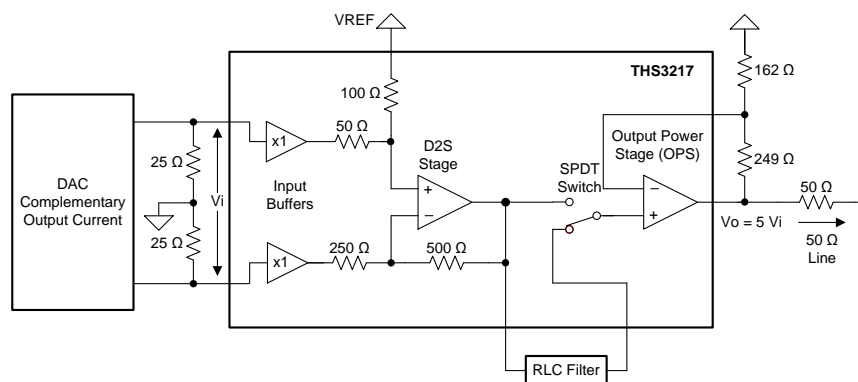 VREF
THS3217
162 Ω
100 Ω
50 Ω
D2S
Stage
Output Power
Stage (OPS)
x1
25 Ω
SPDT
Switch
249 Ω
50 Ω
DAC
Complementary
Output Current
Vi
Input
Buffers
+
−
−
+
Vo = 5 Vi
50 Ω
Line
25 Ω
250 Ω
500 Ω
x1
RLC Filter